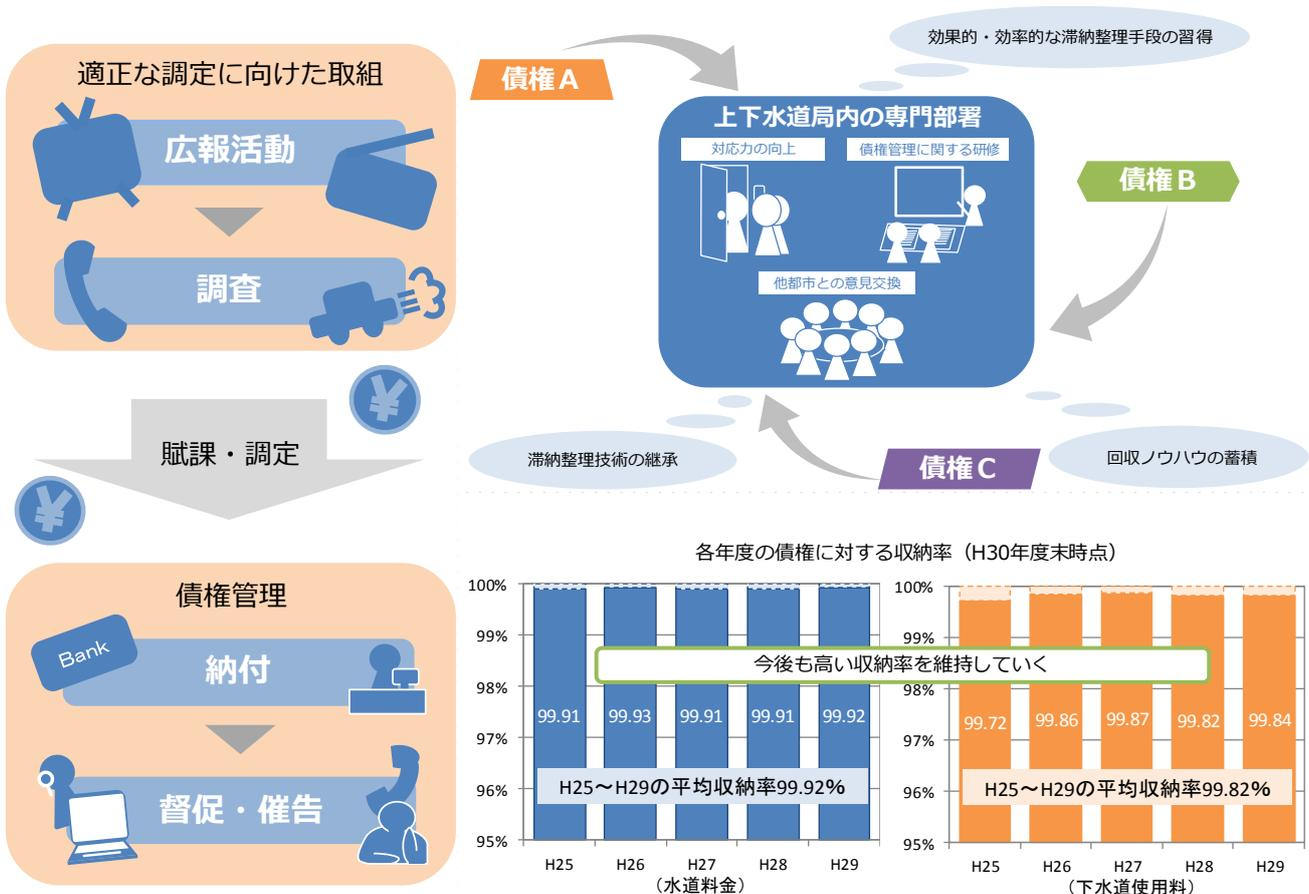 適正な調定に向けた取組
広報活動
調査
賦課・調定
¥
¥
債権管理
Bank
納付
督促・催告
債権A
効果的・効率的な滞納整理手段の習得
上下水道局内の専門部署
対応力の向上
債権管理に関する研修
他都市との意見交換
債権B
滞納整理技術の継承
債権C
回収ノウハウの蓄積
各年度の債権に対する収納率（H30年度末時点）
100%
99%
98%
97%
96%
95%
99.91 99.93 99.91 99.91 99.92
H25～H29の平均収納率99.92%
H25 H26 H27 H28 H29
（水道料金）
今後も高い収納率を維持していく
100%
99%
98%
97%
96%
95%
99.72 99.86 99.87 99.82 99.84
H25～H29の平均収納率99.82%
H25 H26 H27 H28 H29
（下水道使用料）